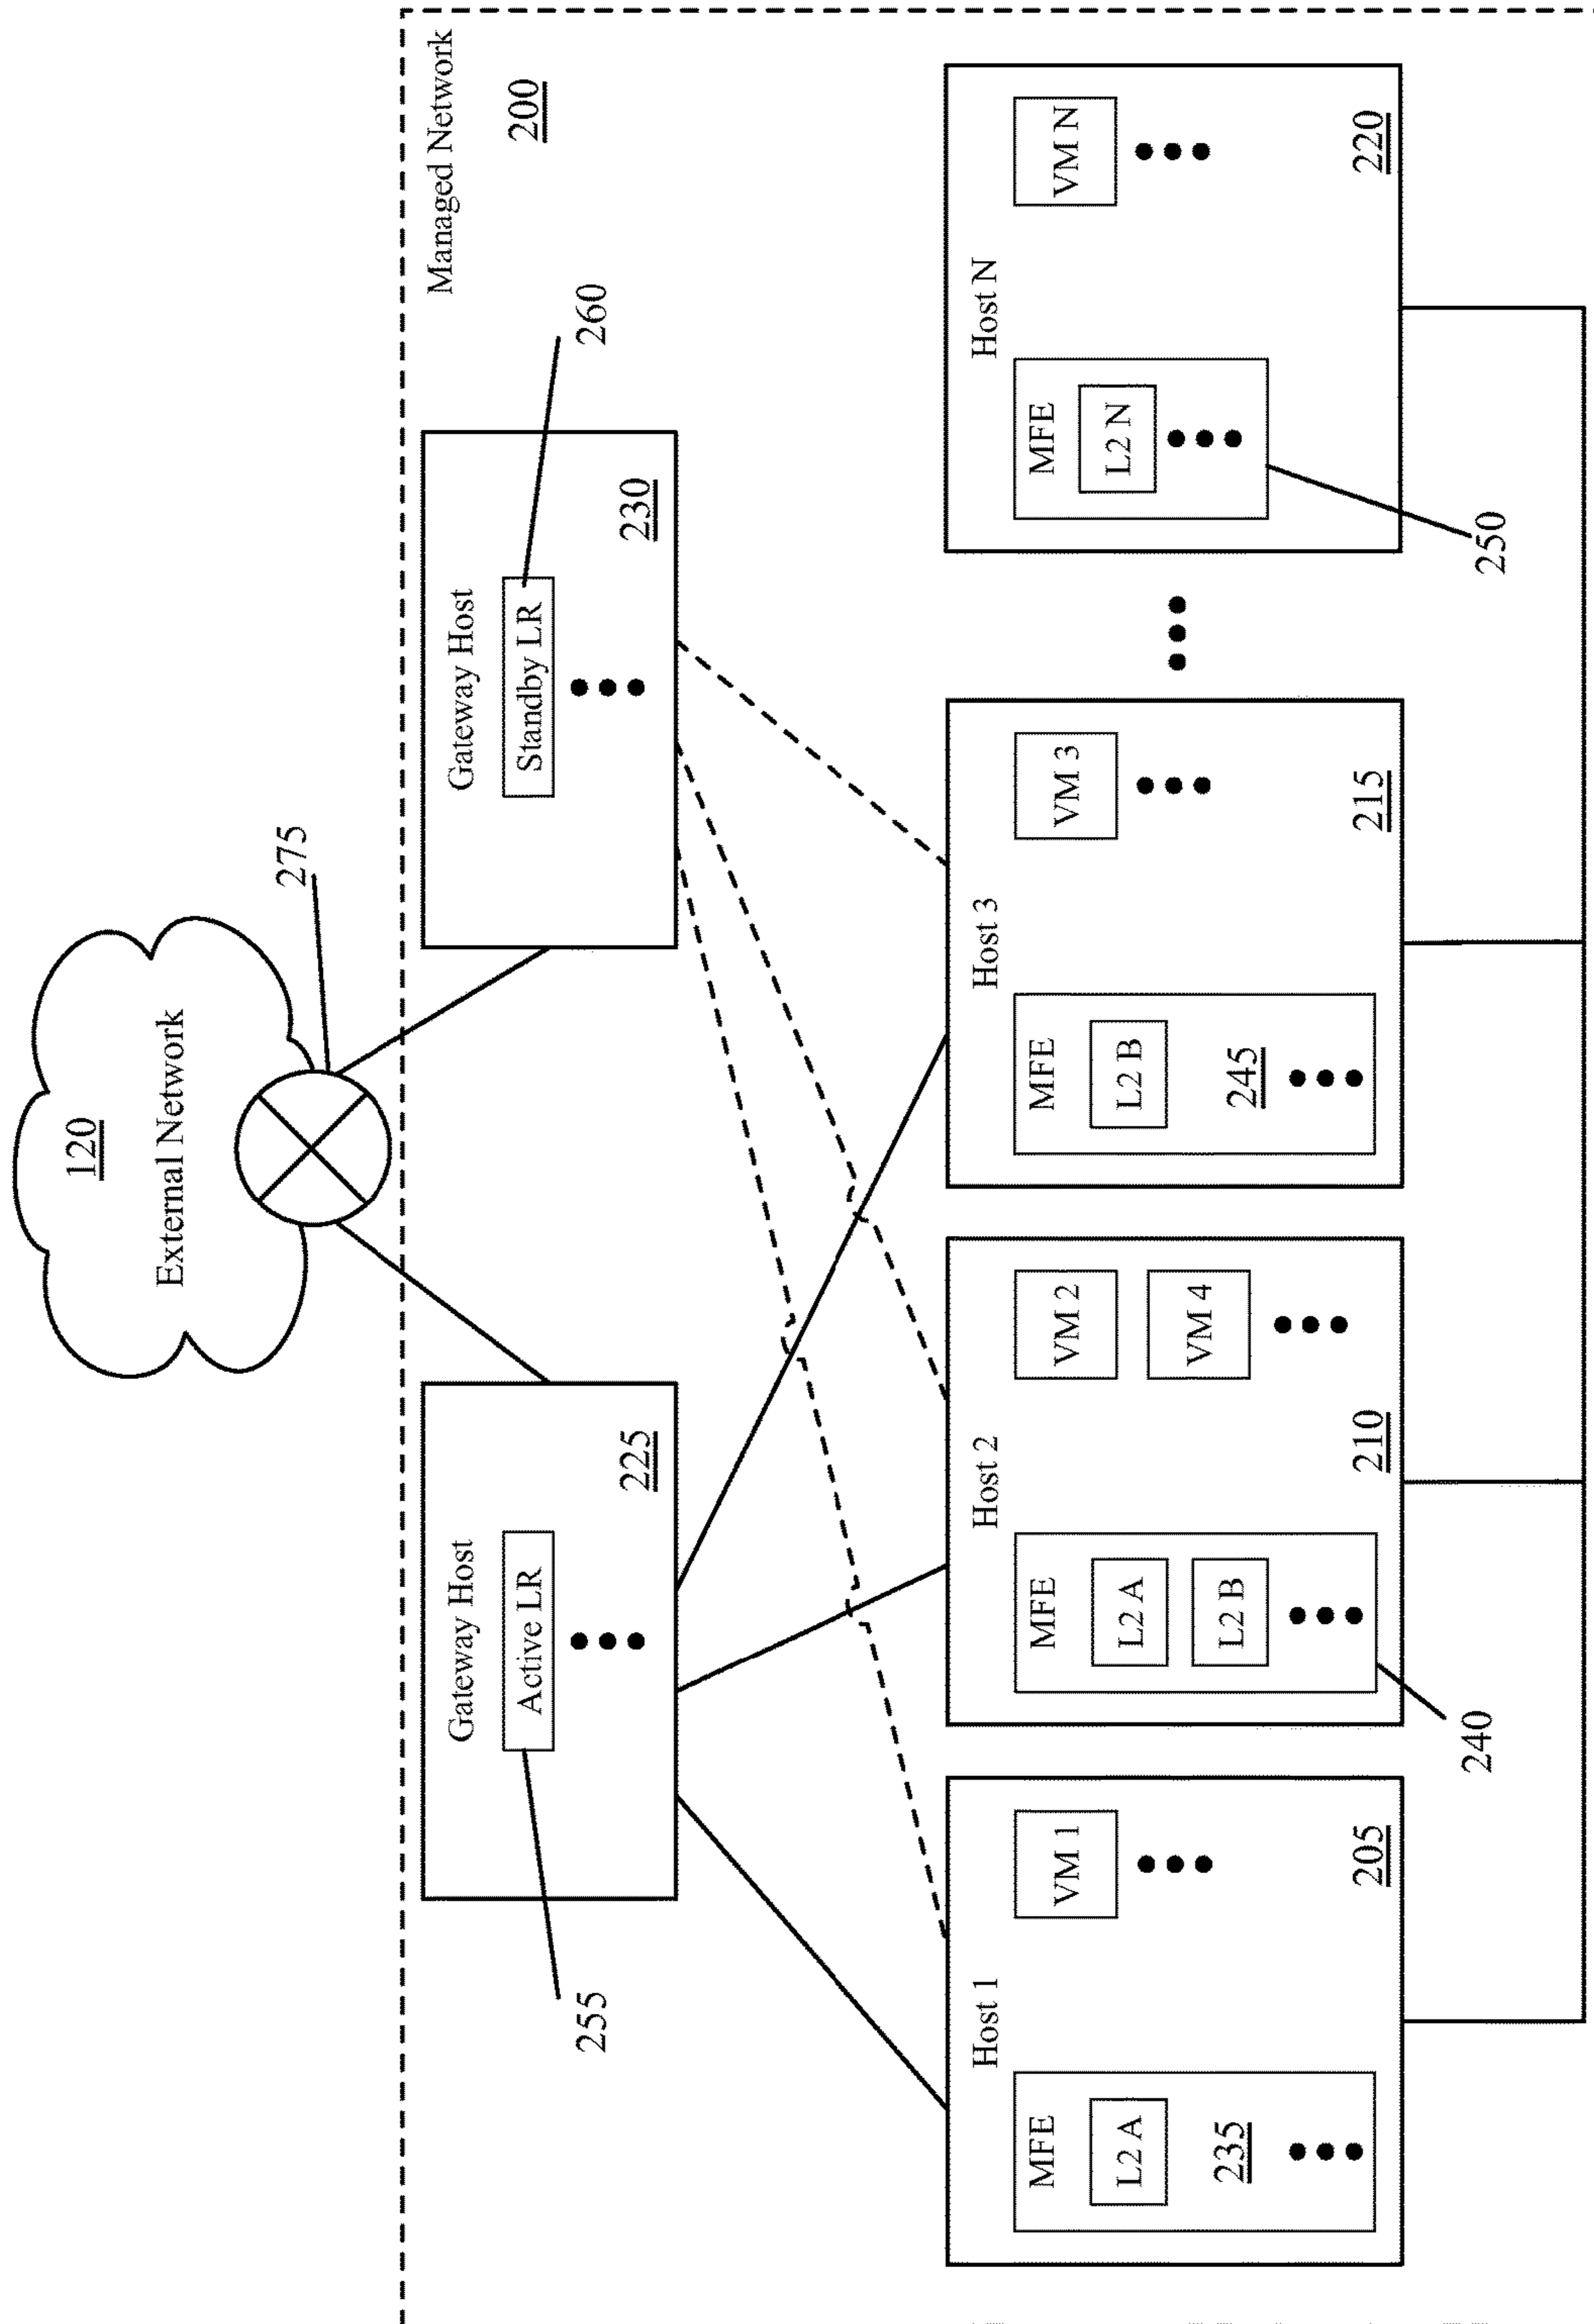 120
External Network
275
Managed Network
200
Gateway Host
Active LR
225
255
Gateway Host
Standby LR
230
260
Host 1
MFE
L2 A
235
VM 1
205
Host 2
MFE
L2 A
L2 B
VM 2
VM 4
210
240
Host 3
MFE
L2 B
245
VM 3
215
Host N
MFE
L2 N
VM N
220
250